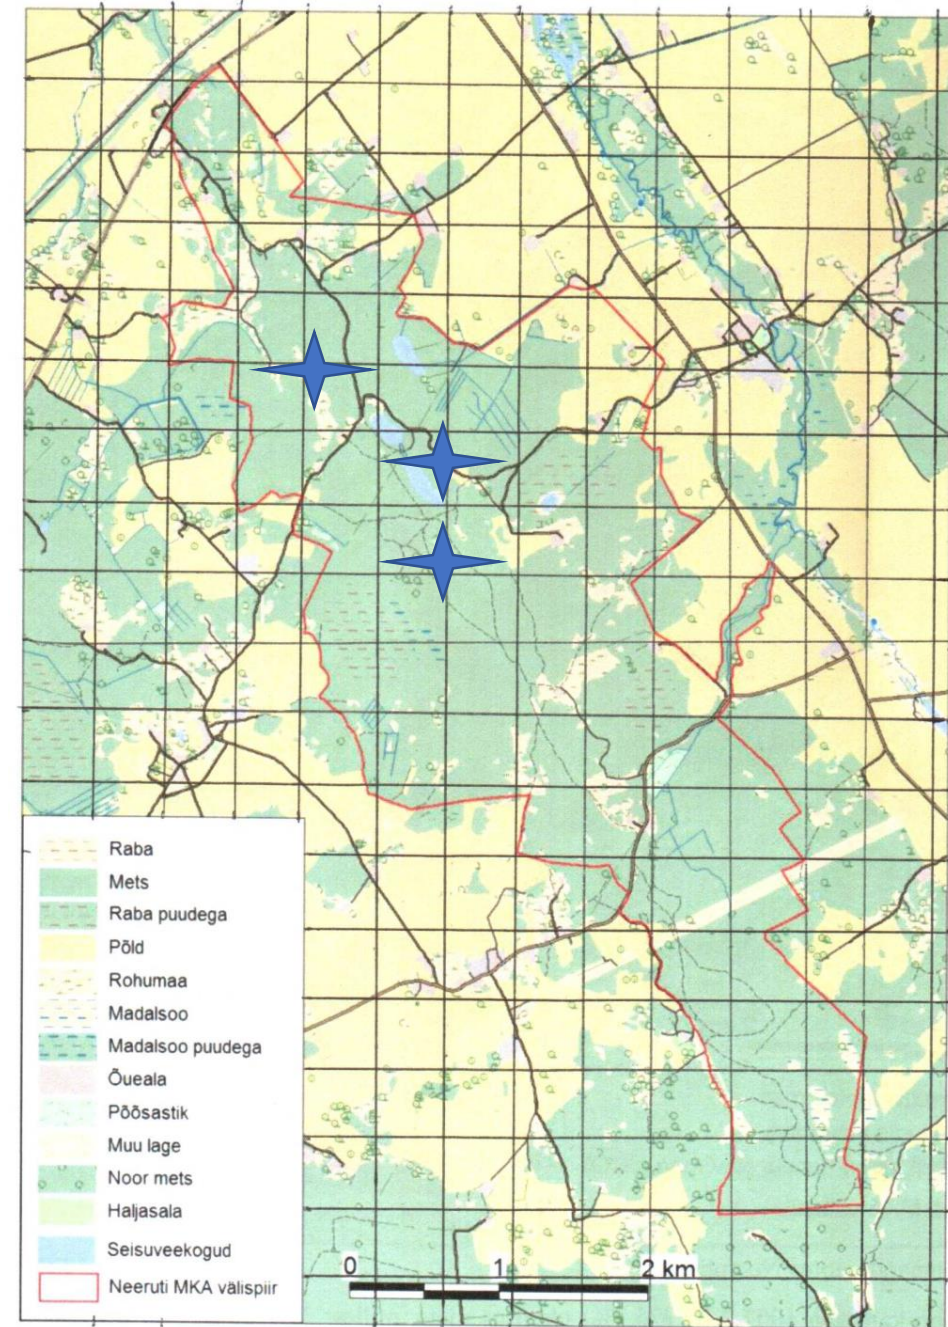 Raba
Mets
Raba puudega
Põld
Rohumaa
Madalsoo
Madalsoo puudega
Õueala
Põõsastik
Muu lage
Noor mets
Haljasala
Seisuveekogud
Neeruti MKA välispiir
0 1 2 km